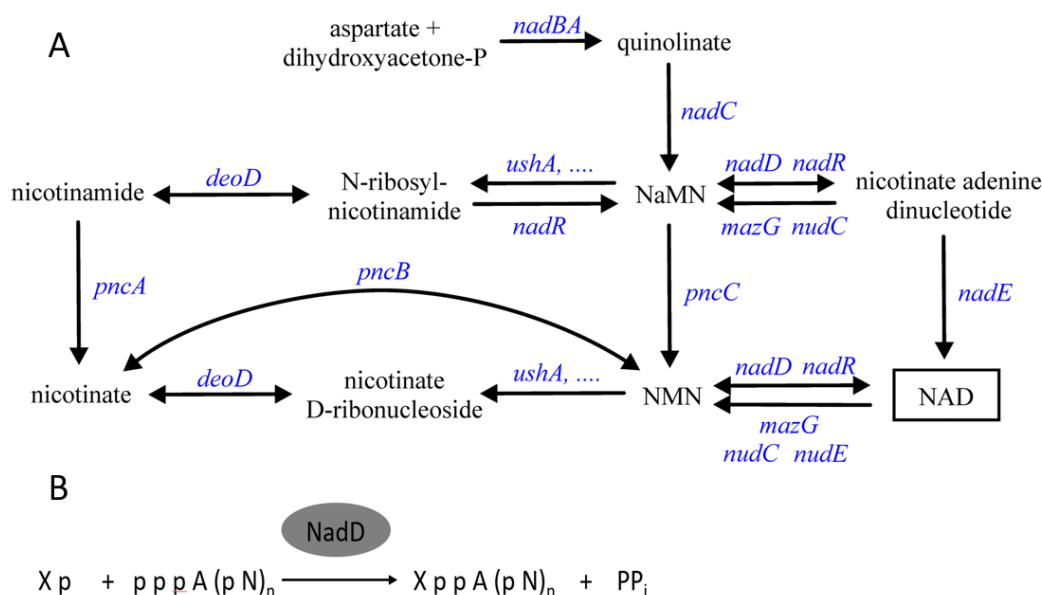 A
aspartate +
dihydroxyacetone-P
nadBA
quinolinate
nadC
nicotinamide
deoD
N-ribosyl-
nicotinamide
ushA, ....
nadR
NaMN
nadD nadR
mazG nudC
nicotinate adenine
dinucleotide
pncA
pncB
pncC
nadE
nicotinate
deoD
nicotinate
D-ribonucleoside
ushA, ....
NMN
nadD nadR
mazG
nudC nudE
NAD
B
NadD
X p + p p p A (p N)n X p p A (p N)n + PPi